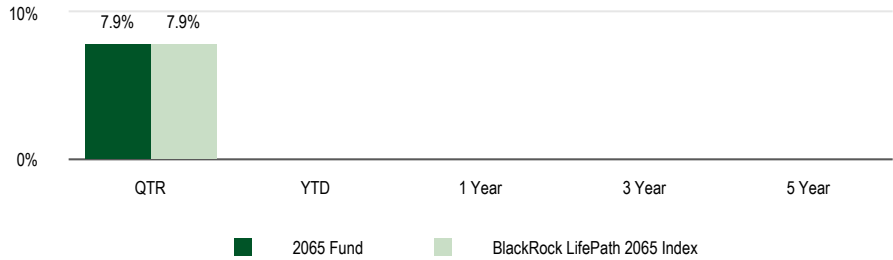 10%
7.9% 7.9%
0%
QTR YTD 1 Year 3 Year 5 Year
2065 Fund BlackRock LifePath 2065 Index